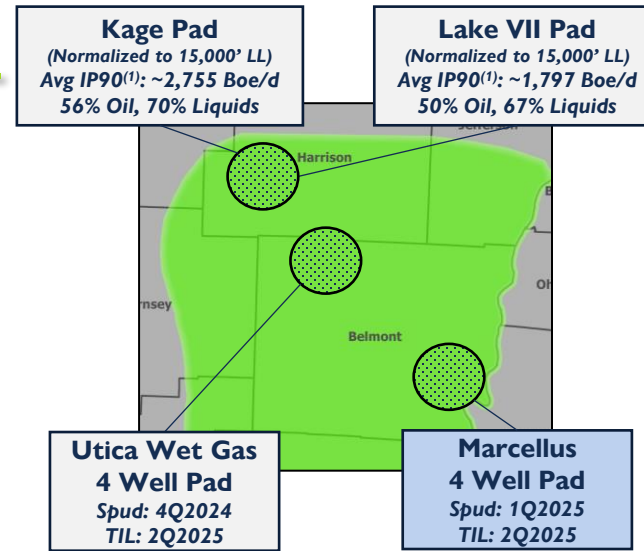 Kage Pad
(Normalized to 15,000’ LL)
Avg IP90(1): ~2,755 Boe/d
56% Oil, 70% Liquids
Lake VII Pad
(Normalized to 15,000’ LL)
Avg IP90(1): ~1,797 Boe/d
50% Oil, 67% Liquids
Harrison
Belmont
Utica Wet Gas
4 Well Pad
Spud: 4Q2024
TIL: 2Q2025
Marcellus
4 Well Pad
Spud: 1Q2025
TIL: 2Q2025